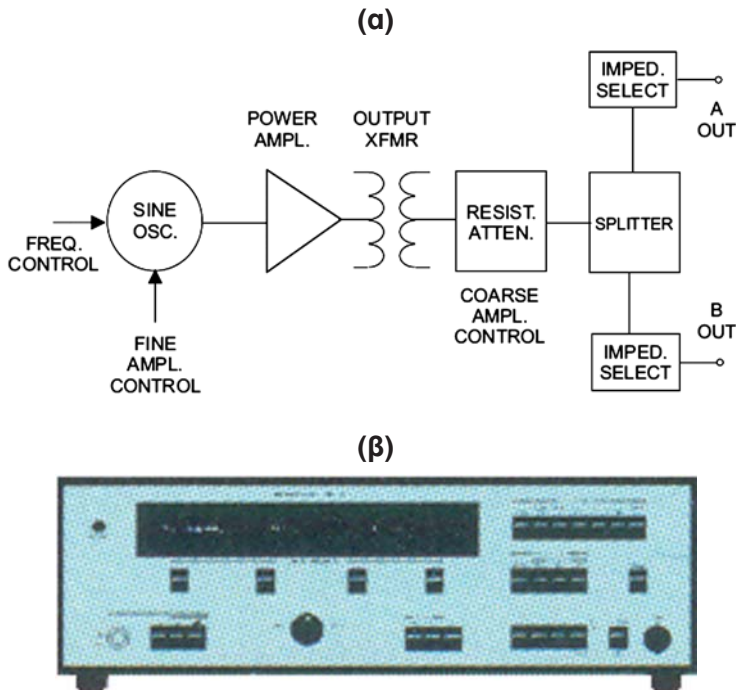 (α)
IMPED.
SELECT
A
OUT
POWER
AMPL.
OUTPUT
XFMR
SINE
OSC.
RESIST.
ATTEN.
SPLITTER
FREQ.
CONTROL
COARSE
AMPL.
CONTROL
FINE
AMPL.
CONTROL
B
OUT
IMPED.
SELECT
(β)